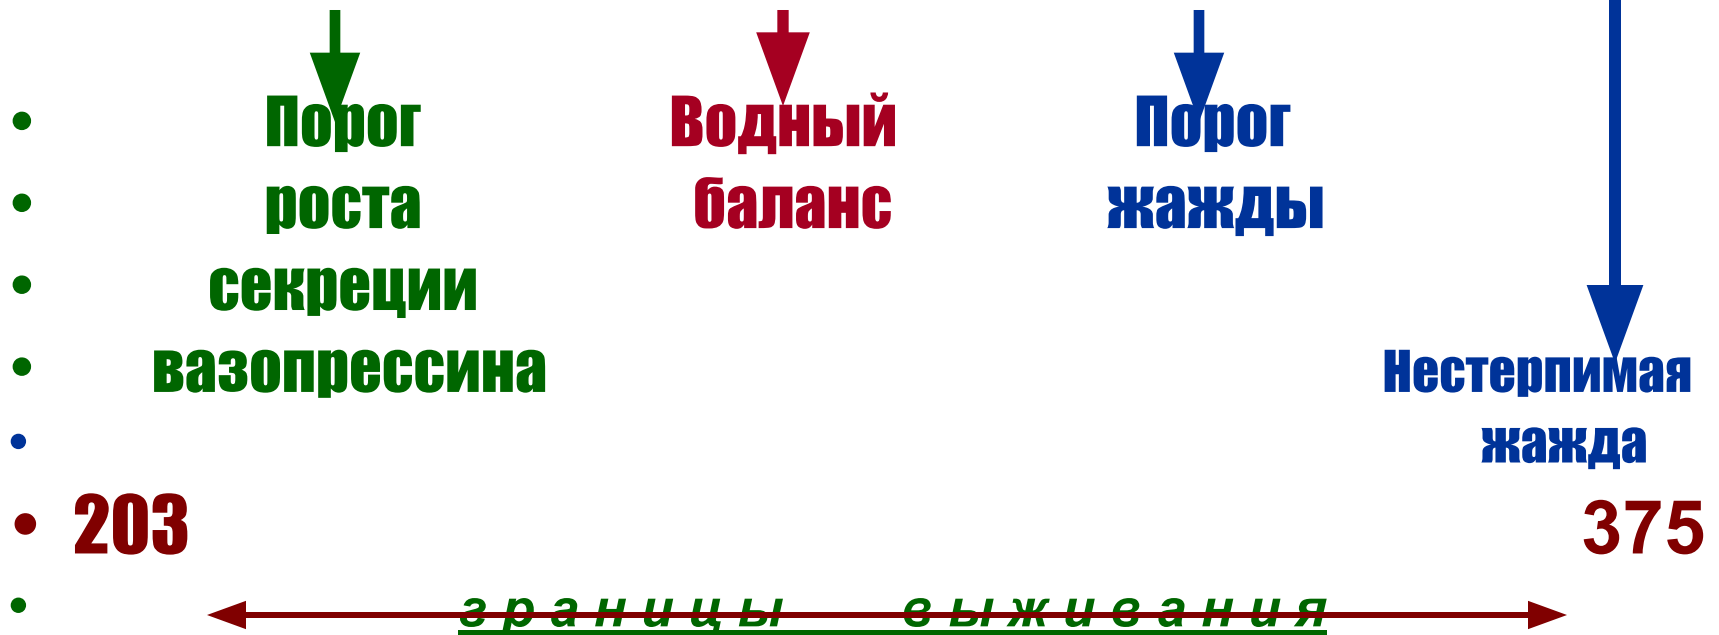 Порог Водный Порог
роста баланс жажды
секреции
вазопрессина Нестерпимая
жажда
203 375
границы выживания